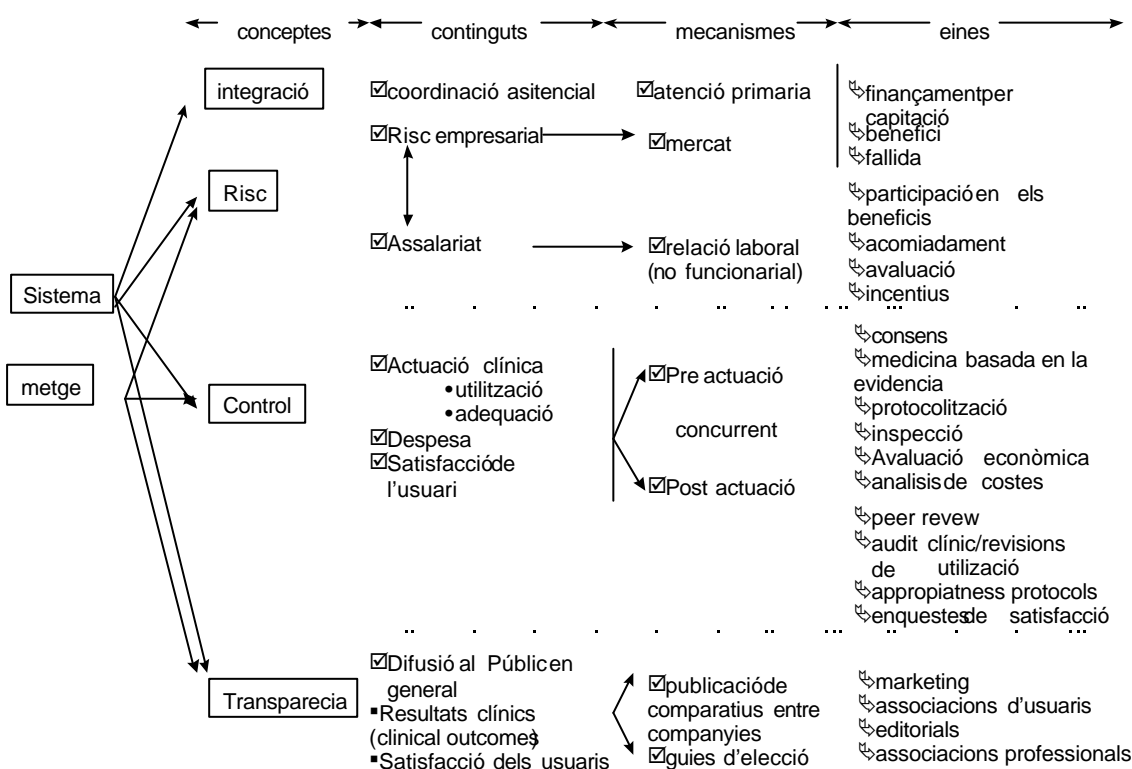 conceptes continguts mecanismes eines
integració
Risc
Sistema
metge
Control
Transparecia
☑coordinació asitencial
☑Risc empresarial
☑Assalariat
☑atenció primaria
☑mercat
☑relació laboral
(no funcionarial)
finançamentper
capitació
benefici
fallida
participació en els
beneficis
acomiadament
avaluació
incentius
☑Actuació clínica
•utilització
•adequació
☑Despesa
☑Satisfaccióde
l'usuari
☑Pre actuació
concurrent
☑Post actuació
consens
medicina basada en la
evidencia
protocolització
inspecció
Avaluació econòmica
analisis de costes
peer revew
audit clínic/revisions
de utilització
appropiatness protocols
enquestesde satisfacció
☑Difusió al Públicen
general
▪Resultats clínics
(clinical outcomes)
▪Satisfacció dels usuaris
☑publicacióde
comparatius entre
companyies
☑guies d'elecció
marketing
associacions d'usuaris
editorials
associacions professionals